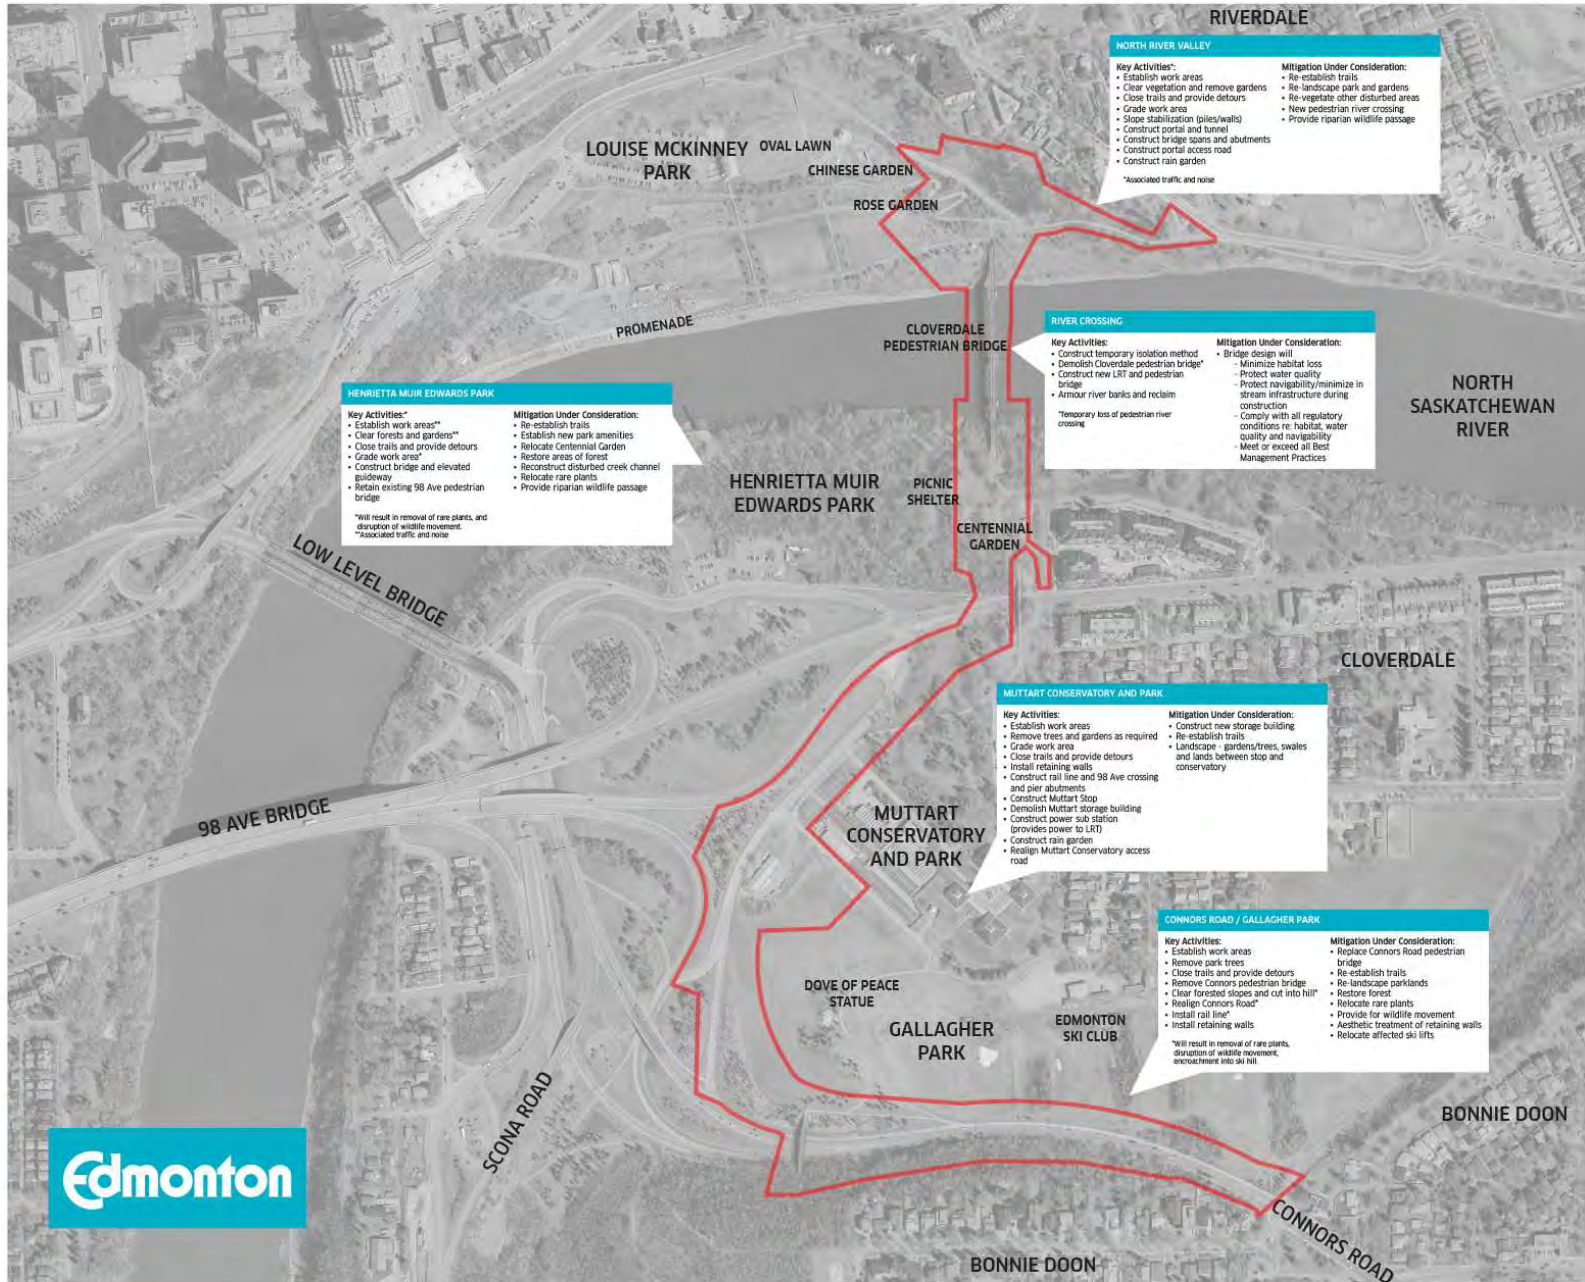 RIVERDALE
NORTH RIVER VALLEY
Key Activities*:
• Establish work areas
• Clear vegetation and remove gardens
• Close trails and provide detours
• Grade work area
• Slope stabilization (piles/walls)
• Construct portal and tunnel
• Construct bridge spans and abutments
• Construct portal access road
• Construct rain garden
*Associated traffic and noise
Mitigation Under Consideration:
• Re-establish trails
• Re-landscape park and gardens
• Re-vegetate other disturbed areas
• New pedestrian river crossing
• Provide riparian wildlife passage
LOUISE MCKINNEY
PARK
OVAL LAWN
CHINESE GARDEN
ROSE GARDEN
PROMENADE
CLOVERDALE
PEDESTRIAN BRIDGE
RIVER CROSSING
Key Activities:
• Construct temporary isolation method
• Demolish Cloverdale pedestrian bridge*
• Construct new LRT and pedestrian
bridge
• Armour river banks and reclaim
*Temporary loss of pedestrian river
crossing
Mitigation Under Consideration:
• Bridge design will
- Minimize habitat loss
- Protect water quality
- Protect navigability/minimize in
stream infrastructure during
construction
- Comply with all regulatory
conditions re: habitat, water
quality and navigability
- Meet or exceed all Best
Management Practices
NORTH
SASKATCHEWAN
RIVER
HENRIETTA MUIR EDWARDS PARK
Key Activities:*
• Establish work areas**
• Clear forests and gardens**
• Close trails and provide detours
• Grade work area*
• Construct bridge and elevated
guideway
• Retain existing 98 Ave pedestrian
bridge
*Will result in removal of rare plants, and
disruption of wildlife movement
**Associated traffic and noise
Mitigation Under Consideration:
• Re-establish trails
• Establish new park amenities
• Relocate Centennial Garden
• Restore areas of forest
• Reconstruct disturbed creek channel
• Relocate rare plants
• Provide riparian wildlife passage
HENRIETTA MUIR
EDWARDS PARK
PICNIC
SHELTER
CENTENNIAL
GARDEN
LOW LEVEL BRIDGE
CLOVERDALE
MUTTART CONSERVATORY AND PARK
Key Activities:
• Establish work areas
• Remove trees and gardens as required
• Grade work area
• Close trails and provide detours
• Install retaining walls
• Construct rail line and 98 Ave crossing
and pier abutments
• Construct Muttart Stop
• Demolish Muttart storage building
• Construct power sub station
(provides power to LRT)
• Construct rain garden
• Realign Muttart Conservatory access
road
Mitigation Under Consideration:
• Construct new storage building
• Re-establish trails
• Landscape - gardens/trees, swales
and lands between stop and
conservatory
98 AVE BRIDGE
MUTTART
CONSERVATORY
AND PARK
CONNORS ROAD / GALLAGHER PARK
Key Activities:
• Establish work areas
• Remove park trees
• Close trails and provide detours
• Remove Connors pedestrian bridge
• Clear forested slopes and cut into hill*
• Realign Connors Road*
• Install rail line*
• Install retaining walls
*Will result in removal of rare plants,
disruption of wildlife movement,
encroachment into ski hill
Mitigation Under Consideration:
• Replace Connors Road pedestrian
bridge
• Re-establish trails
• Re-landscape parklands
• Restore forest
• Relocate rare plants
• Provide for wildlife movement
• Aesthetic treatment of retaining walls
• Relocate affected ski lifts
DOVE OF PEACE
STATUE
GALLAGHER
PARK
EDMONTON
SKI CLUB
SCONA ROAD
BONNIE DOON
Edmonton
CONNORS ROAD
BONNIE DOON